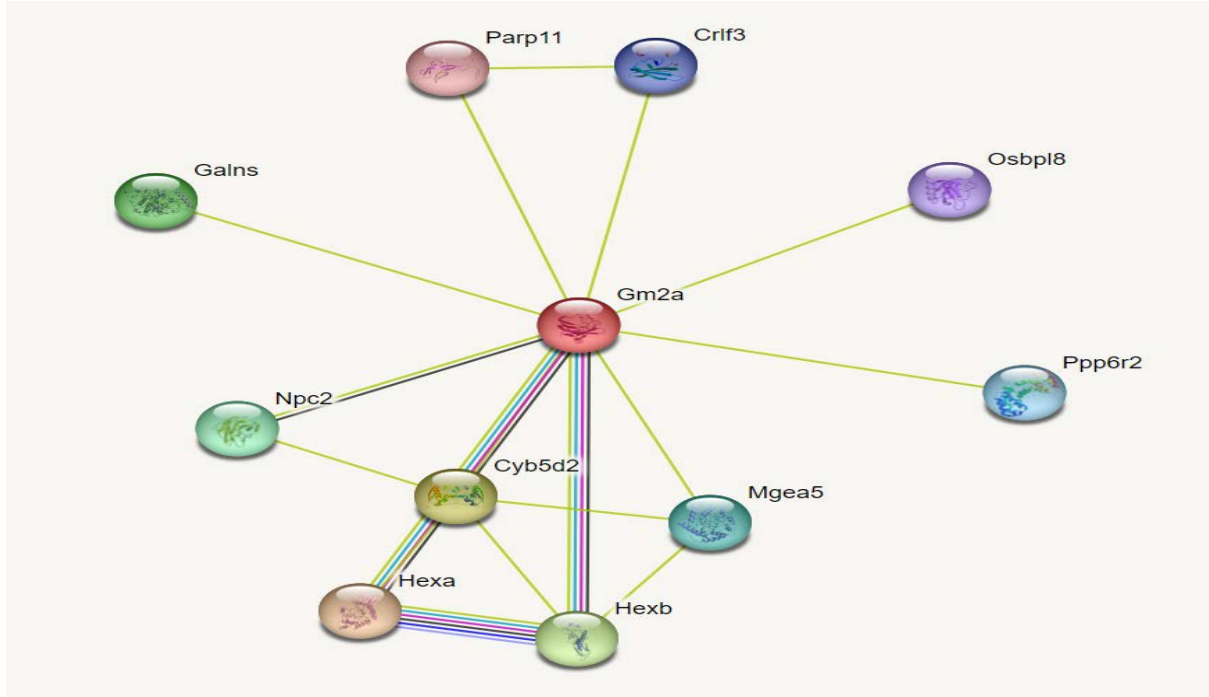 Parp11
Crlf3
Galns
Osbpl8
Gm2a
Ppp6r2
Npc2
Cyb5d2
Mgea5
Hexa
Hexb